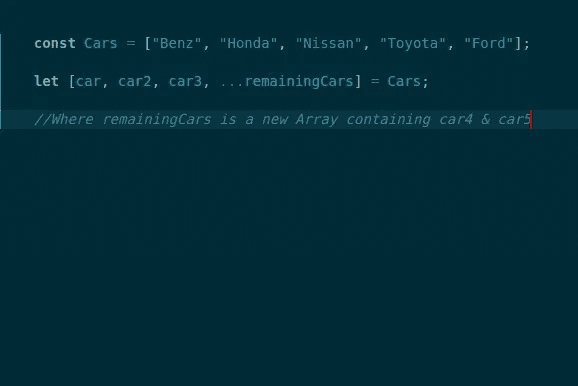 const Cars = ["Benz", "Honda", "Nissan", "Toyota", "Ford"];
let [car, car2, car3, ...remainingCars] = Cars;
//Where remainingCars is a new Array containing car4 & car5